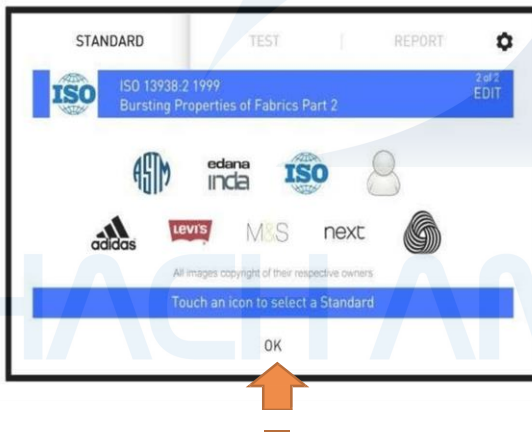 STANDARD TEST | REPORT
2 of 2
ISO ISO 13938:2 1999 EDIT
Bursting Properties of Fabrics Part 2
ASTM edana inda ISO
adidas LEVI'S M&S next
All images copyright of their respective owners
Touch an icon to select a Standard
OK
HACH AN